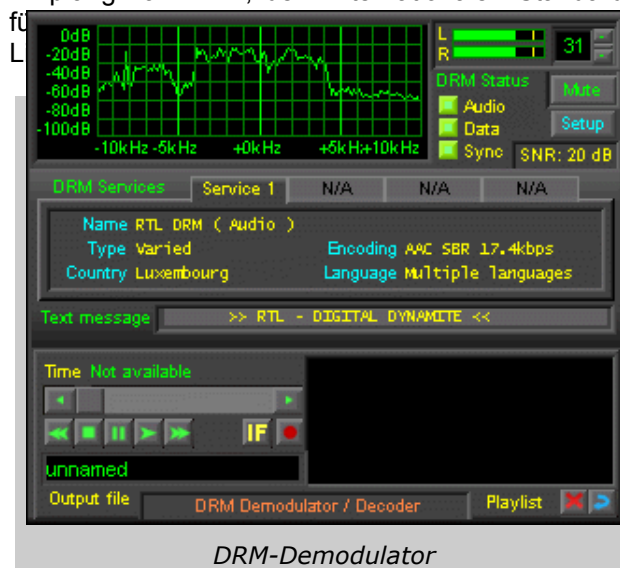 fü
L
0dB
-20dB
-40dB
-60dB
-80dB
-100dB
-10kHz -5kHz +0kHz +5kHz+10kHz
L
R
31
DRM Status
Audio
Data
Sync
Mute
Setup
SNR: 20 dB
DRM Services Service 1 N/A N/A N/A
Name RTL DRM ( Audio )
Type Varied Encoding AAC SBR 17.4kbps
Country Luxembourg Language Multiple languages
Text message >> RTL - DIGITAL DYNAMITE <<
Time Not available
IF
unnamed
Output file DRM Demodulator / Decoder Playlist
DRM-Demodulator